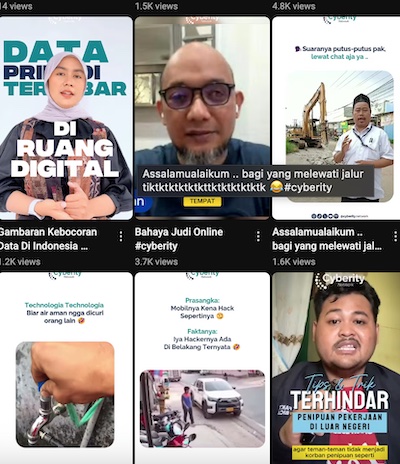 14 views
1.5K views
4.8K views
DATA
DI
RUANG
DIGITAL
TEMPAT
Cyberity
Suaranya putus-putus pak,
lewat chat aja ya ..
@cyberity.network
Assalamualaikum .. bagi yang melewati jalur
#cyberity
Gambaran Kebocoran
Data Di Indonesia ...
1.2K views
Bahaya Judi Online
#cyberity
3.7K views
Assalamualaikum ..
bagi yang melewati jal...
1.6K views
Cyberity
Technologia Technologia
Biar air aman ngga dicuri
orang lain
Cyberity
Prasangka:
Mobilnya Kena Hack
Sepertinya
Faktanya:
Iya Hackernya Ada
Di Belakang Ternyata
Cyberity
Tips & Trik
TERHINDAR
PENIPUAN PEKERJAAN
DI LUAR NEGERI
agar teman-teman tidak menjadi
korban penipuan seperti